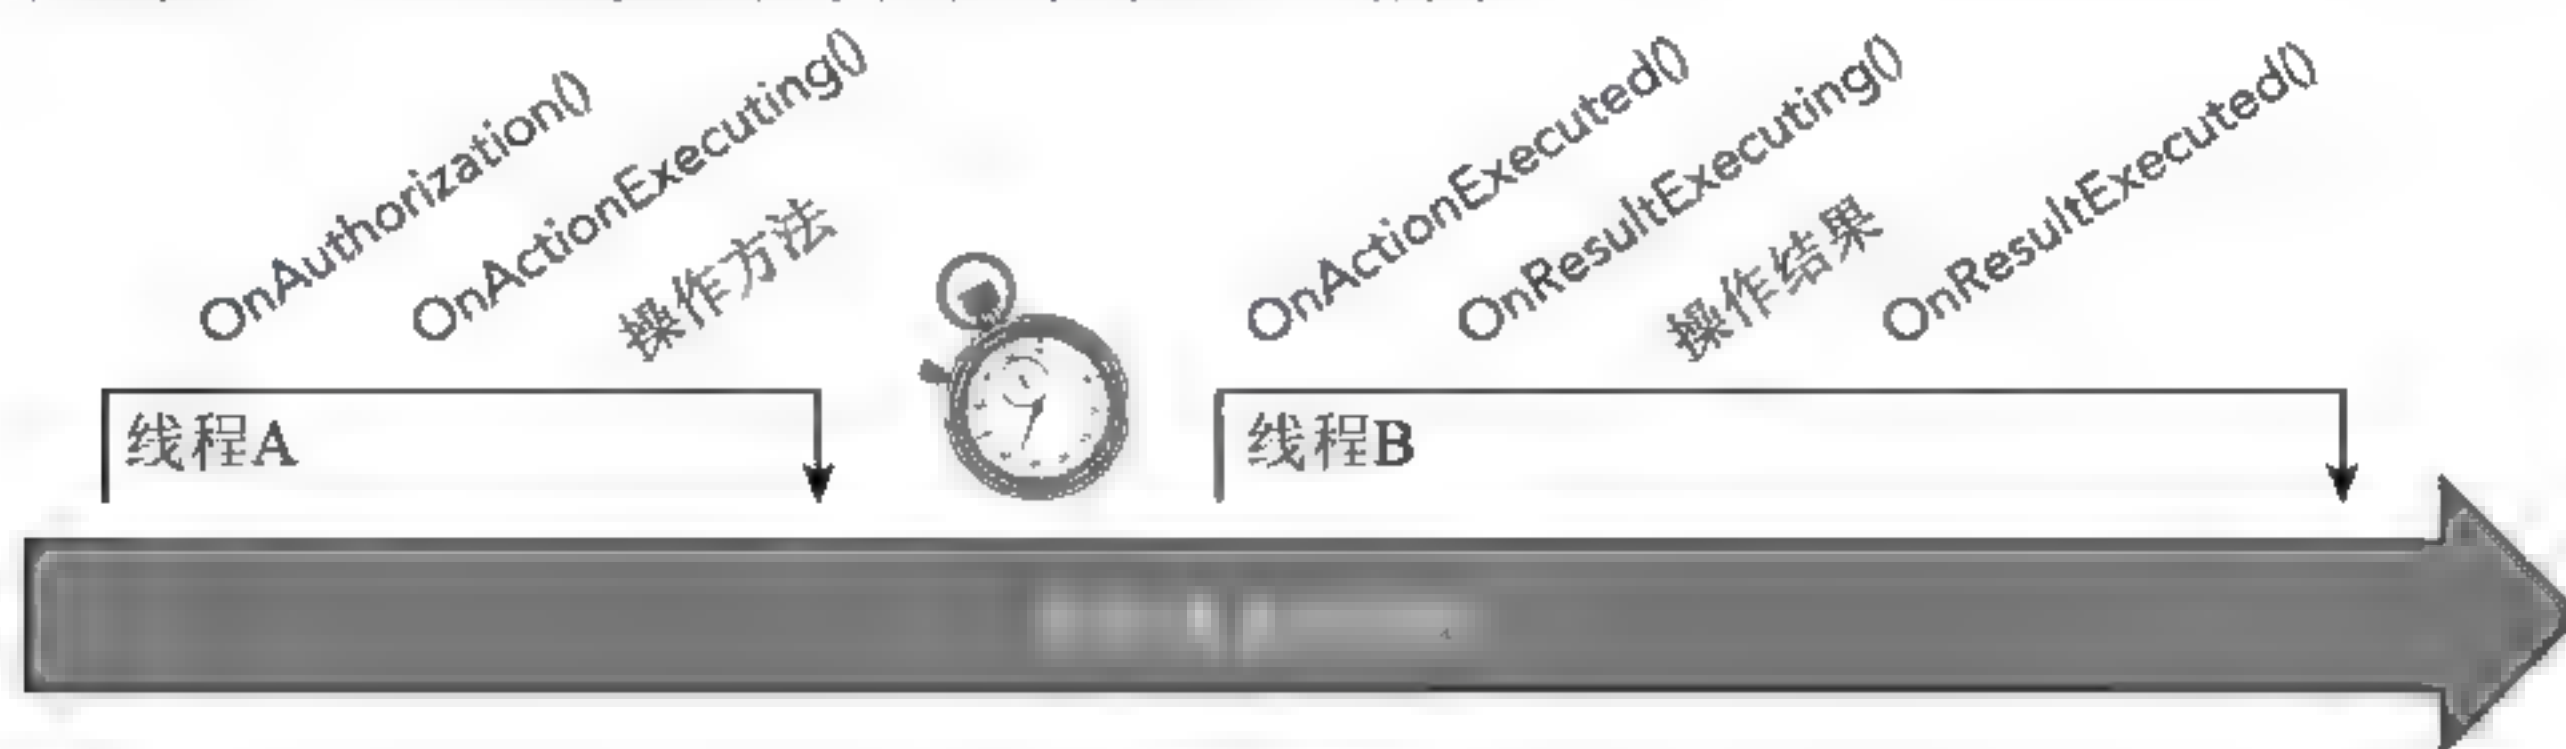 OnAuthorization()
OnActionExecuting()
操作方法
OnActionExecuted()
OnResultExecuting()
操作结果
OnResultExecuted()
线程A
线程B